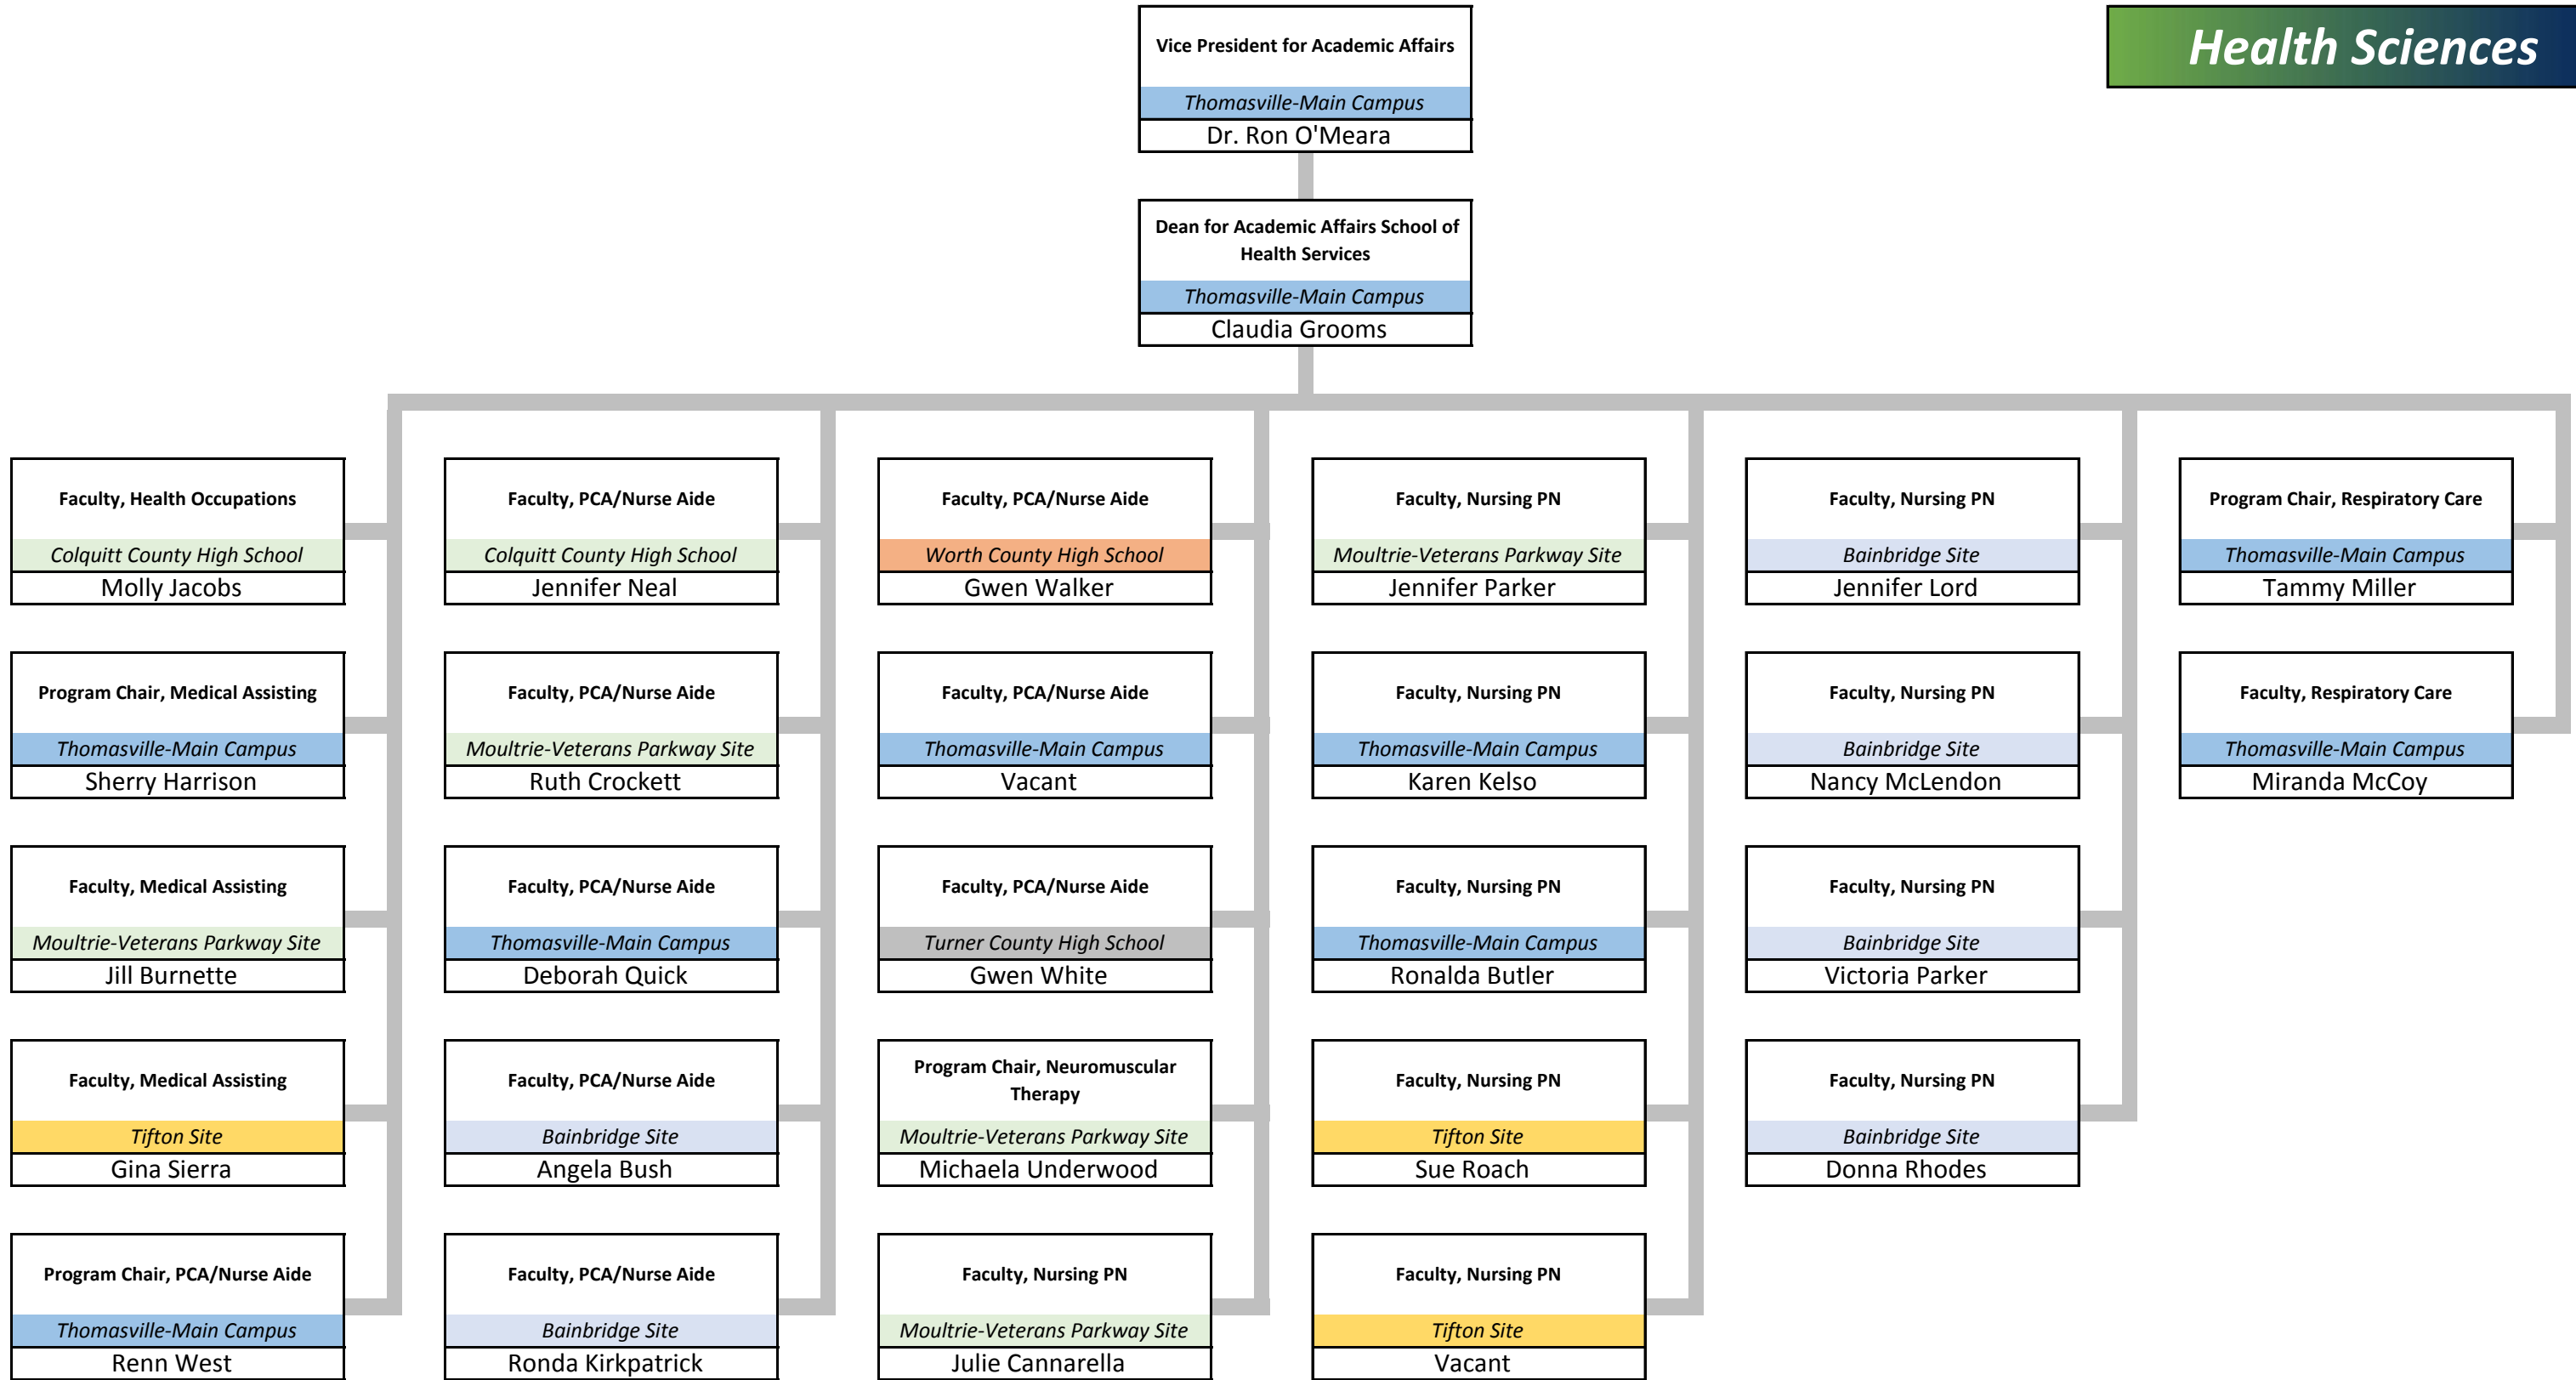 Health Sciences
Vice President for Academic Affairs
Thomasville-Main Campus
Dr. Ron O'Meara
Dean for Academic Affairs School of
Health Services
Thomasville-Main Campus
Claudia Grooms
Faculty, Health Occupations
Colquitt County High School
Molly Jacobs
Faculty, PCA/Nurse Aide
Colquitt County High School
Jennifer Neal
Faculty, PCA/Nurse Aide
Worth County High School
Gwen Walker
Faculty, Nursing PN
Moultrie-Veterans Parkway Site
Jennifer Parker
Faculty, Nursing PN
Bainbridge Site
Jennifer Lord
Program Chair, Respiratory Care
Thomasville-Main Campus
Tammy Miller
Program Chair, Medical Assisting
Thomasville-Main Campus
Sherry Harrison
Faculty, PCA/Nurse Aide
Moultrie-Veterans Parkway Site
Ruth Crockett
Faculty, PCA/Nurse Aide
Thomasville-Main Campus
Vacant
Faculty, Nursing PN
Thomasville-Main Campus
Karen Kelso
Faculty, Nursing PN
Bainbridge Site
Nancy McLendon
Faculty, Respiratory Care
Thomasville-Main Campus
Miranda McCoy
Faculty, Medical Assisting
Moultrie-Veterans Parkway Site
Jill Burnette
Faculty, PCA/Nurse Aide
Thomasville-Main Campus
Deborah Quick
Faculty, PCA/Nurse Aide
Turner County High School
Gwen White
Faculty, Nursing PN
Thomasville-Main Campus
Ronalda Butler
Faculty, Nursing PN
Bainbridge Site
Victoria Parker
Faculty, Medical Assisting
Tifton Site
Gina Sierra
Faculty, PCA/Nurse Aide
Bainbridge Site
Angela Bush
Program Chair, Neuromuscular
Therapy
Moultrie-Veterans Parkway Site
Michaela Underwood
Faculty, Nursing PN
Tifton Site
Sue Roach
Faculty, Nursing PN
Bainbridge Site
Donna Rhodes
Program Chair, PCA/Nurse Aide
Thomasville-Main Campus
Renn West
Faculty, PCA/Nurse Aide
Bainbridge Site
Ronda Kirkpatrick
Faculty, Nursing PN
Moultrie-Veterans Parkway Site
Julie Cannarella
Faculty, Nursing PN
Tifton Site
Vacant